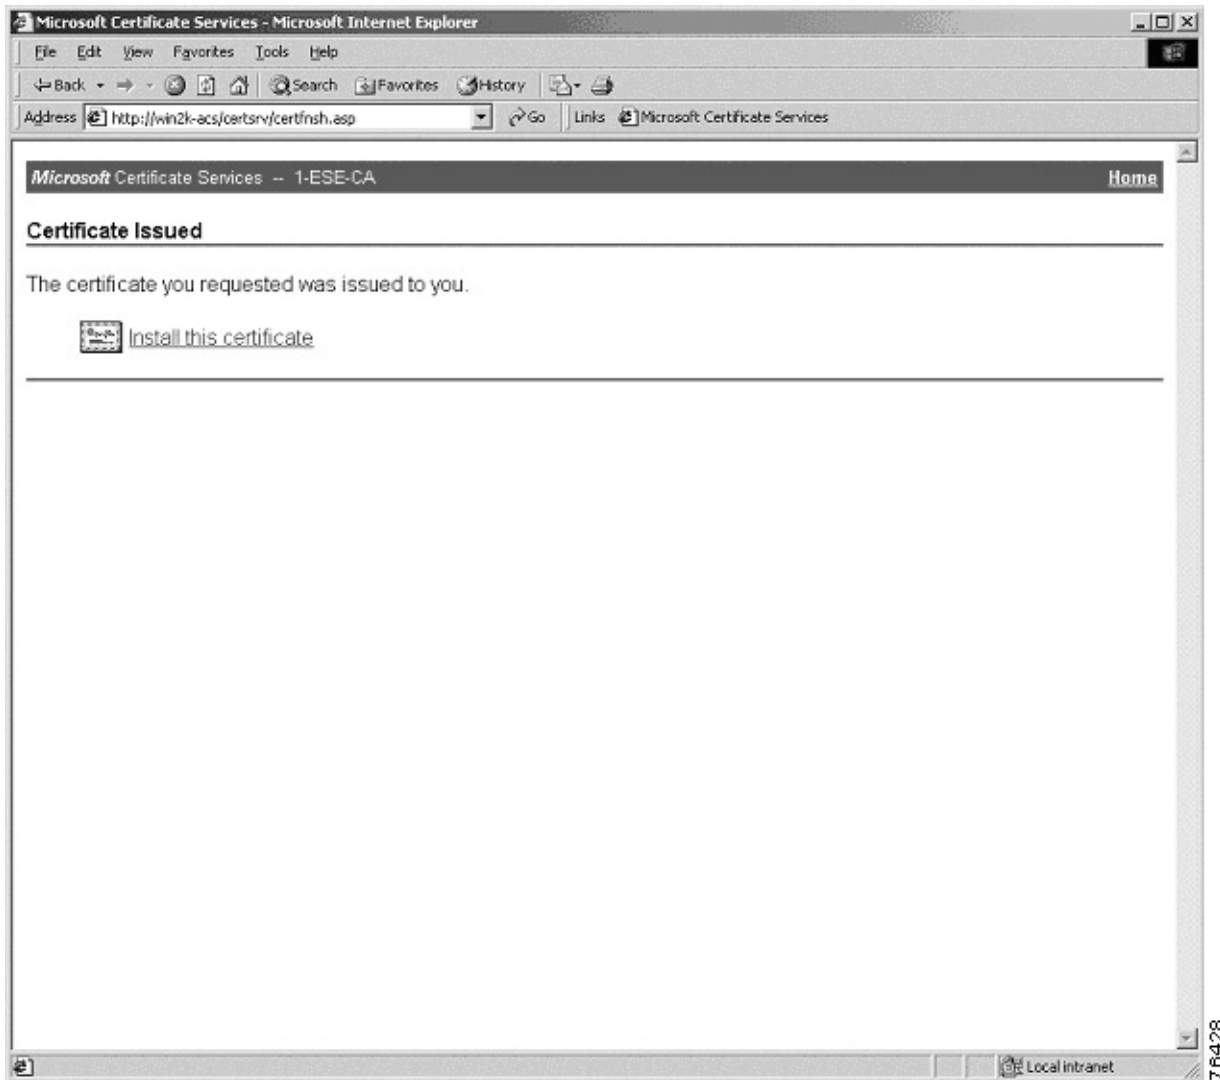 Microsoft Certificate Services - Microsoft Internet Explorer
File Edit View Favorites Tools Help
Back Search Favorites History
Address http://win2k-acs/certsrv/certfnsh.asp Go Links Microsoft Certificate Services
Microsoft Certificate Services -- 1-ESE-CA Home
Certificate Issued
The certificate you requested was issued to you.
Install this certificate
Local intranet
76428